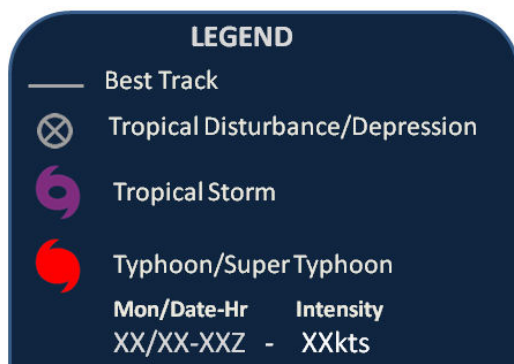 LEGEND
Best Track
Tropical Disturbance/Depression
Tropical Storm
Typhoon/Super Typhoon
Mon/Date-Hr Intensity
XX/XX-XXZ - XXkts